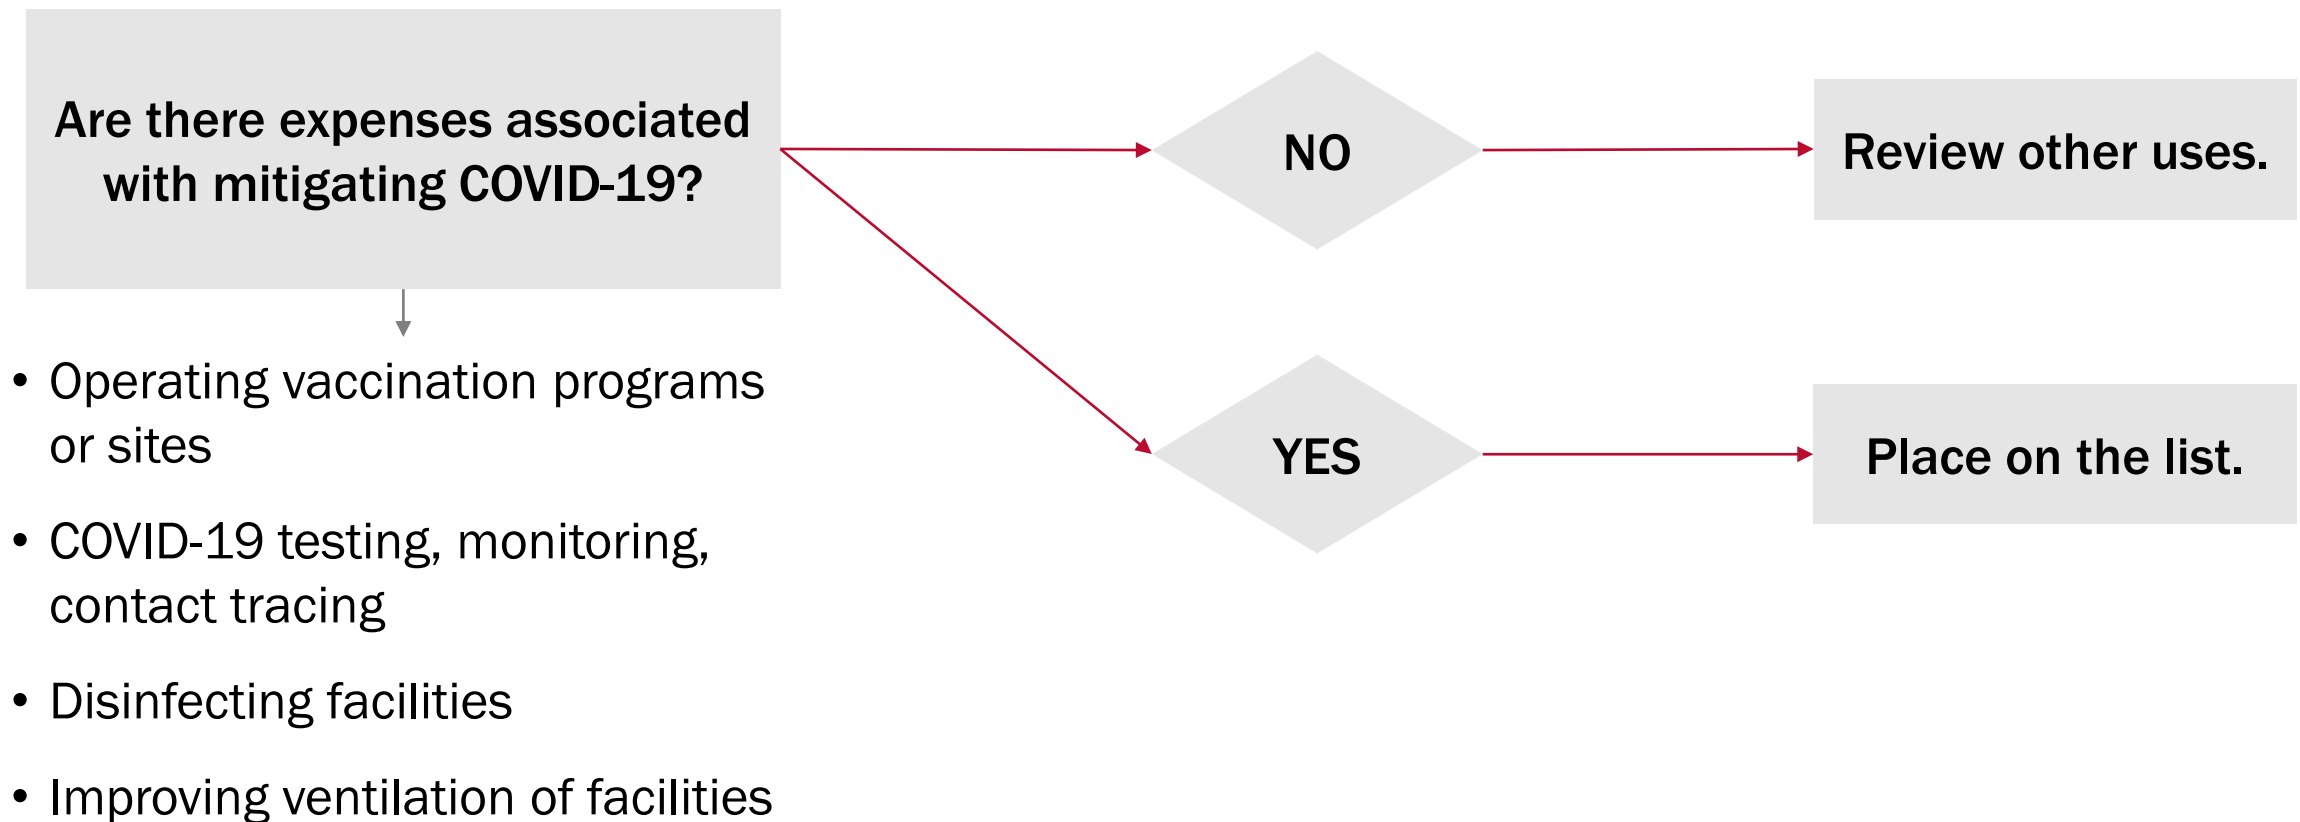 Are there expenses associated
with mitigating COVID-19?
NO
Review other uses.
YES
Place on the list.
• Operating vaccination programs
or sites
• COVID-19 testing, monitoring,
contact tracing
• Disinfecting facilities
• Improving ventilation of facilities